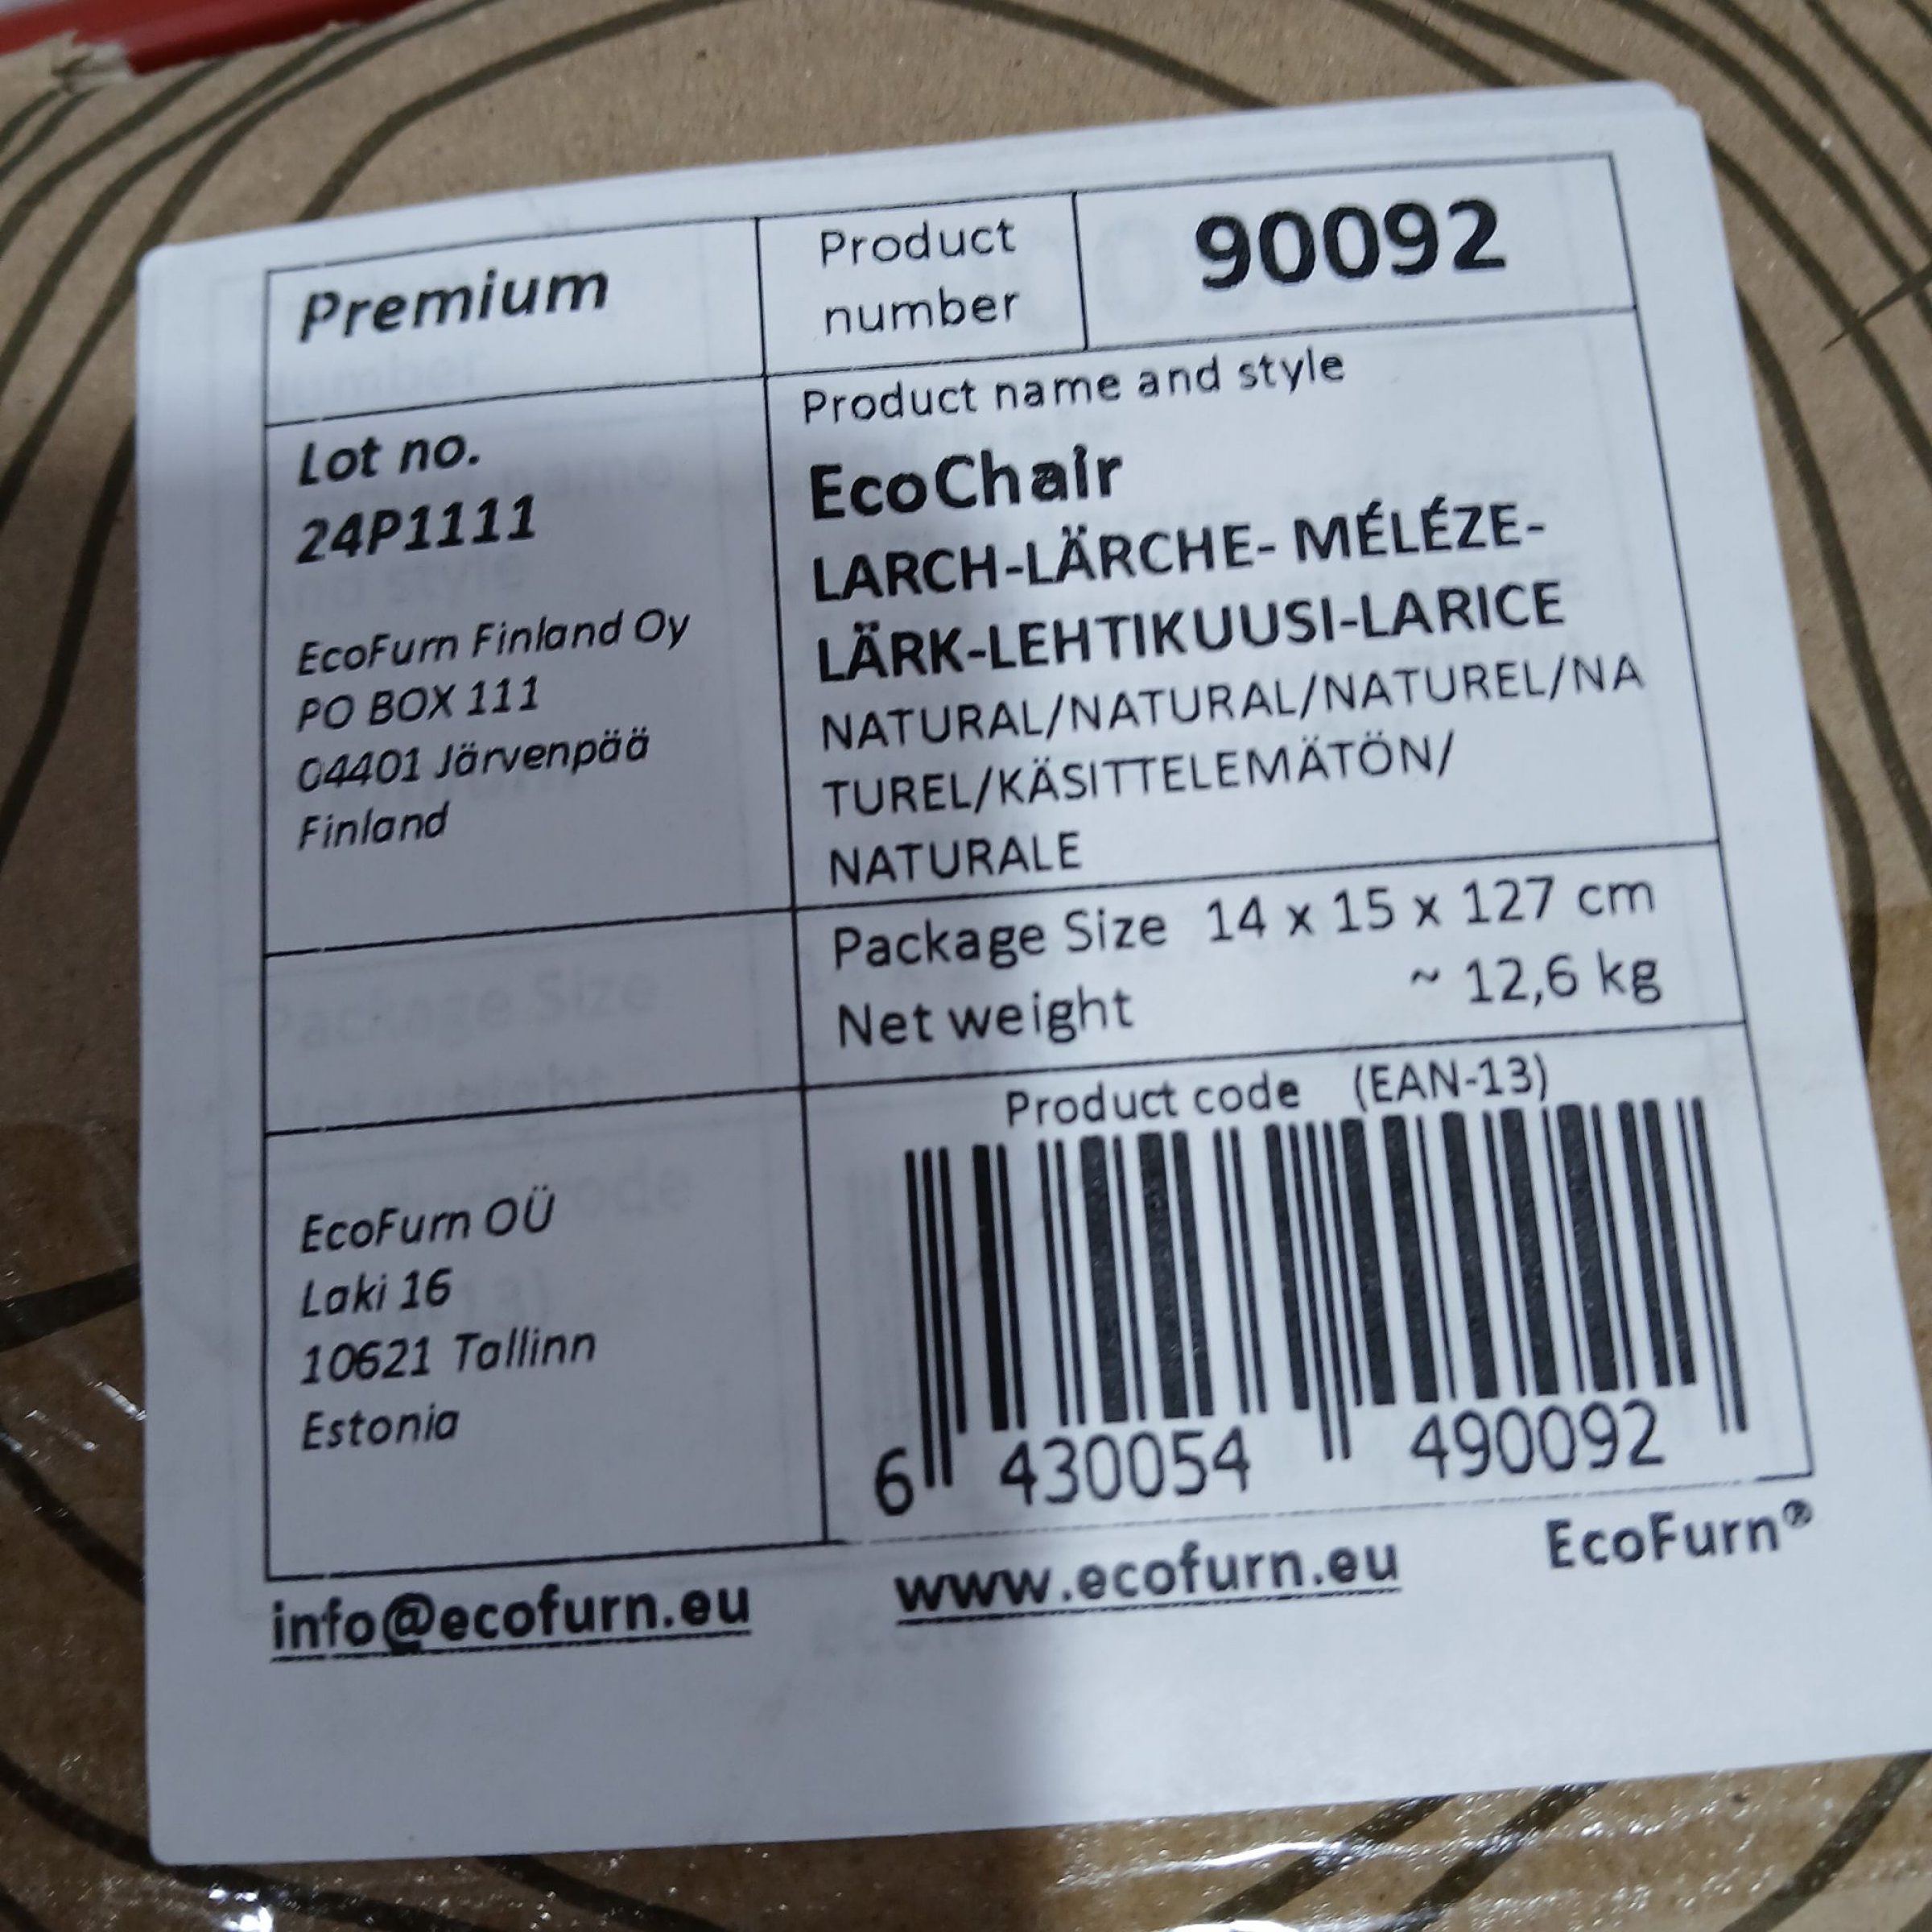 Premium
Product
number
90092
Lot no.
24P1111
EcoFurn Finland Oy
PO BOX 111
04401 Järvenpää
Finland
Product name and style
EcoChair
LARCH-LÄRCHE- MÉLÉZE-
LÄRK-LEHTIKUUSI-LARICE
NATURAL/NATURAL/NATUREL/NA
TUREL/KÄSITTELEMÄTÖN/
NATURALE
Package Size 14 x 15 x 127 cm
Net weight ~ 12,6 kg
EcoFurn OÜ
Laki 16
10621 Tallinn
Estonia
Product code (EAN-13)
6 430054 490092
info@ecofurn.eu www.ecofurn.eu EcoFurn®